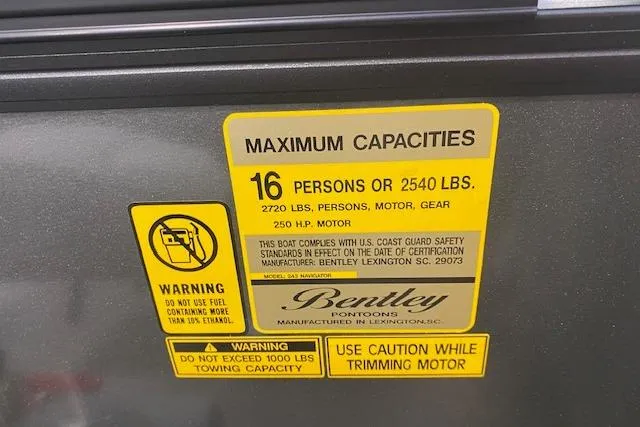 MAXIMUM CAPACITIES
16 PERSONS OR 2540 LBS.
2720 LBS, PERSONS, MOTOR, GEAR
250 H.P. MOTOR
THIS BOAT COMPLIES WITH U.S. COAST GUARD SAFETY
STANDARDS IN EFFECT ON THE DATE OF CERTIFICATION
MANUFACTURER: BENTLEY LEXINGTON SC. 29073
MODEL: 243 NAVIGATOR
Bentley
PONTOONS
MANUFACTURED IN LEXINGTON,SC.
WARNING
DO NOT USE FUEL
CONTAINING MORE
THAN 10% ETHANOL.
WARNING
DO NOT EXCEED 1000 LBS
TOWING CAPACITY
USE CAUTION WHILE
TRIMMING MOTOR